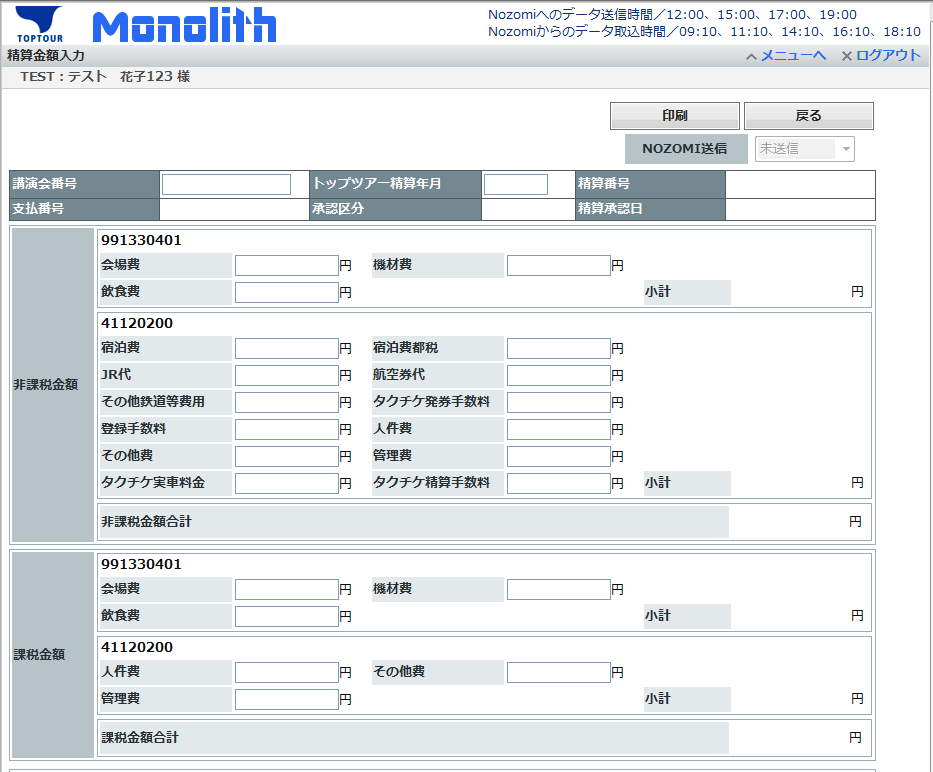 TOPTOUR Monolith
Nozomiへのデータ送信時間／12:00、15:00、17:00、19:00
Nozomiからのデータ取込時間／09:10、11:10、14:10、16:10、18:10
精算金額入力 メニューへ ログアウト
TEST：テスト 花子123 様
印刷 戻る
NOZOMI送信 未送信
講演会番号 トップツアー精算年月 精算番号
支払番号 承認区分 精算承認日
非課税金額
991330401
会場費 円 機材費 円
飲食費 円 小計 円
41120200
宿泊費 円 宿泊費都税 円
JR代 円 航空券代 円
その他鉄道等費用 円 タクチケ発券手数料 円
登録手数料 円 人件費 円
その他費 円 管理費 円
タクチケ実車料金 円 タクチケ精算手数料 円 小計 円
非課税金額合計 円
課税金額
991330401
会場費 円 機材費 円
飲食費 円 小計 円
41120200
人件費 円 その他費 円
管理費 円 小計 円
課税金額合計 円